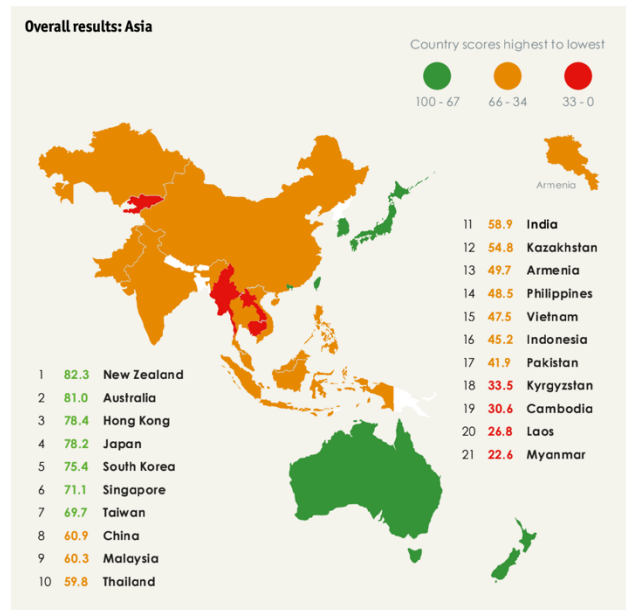 Overall results: Asia
Country scores highest to lowest
100 - 67
66 - 34
33 - 0
Armenia
1 82.3 New Zealand
2 81.0 Australia
3 78.4 Hong Kong
4 78.2 Japan
5 75.4 South Korea
6 71.1 Singapore
7 69.7 Taiwan
8 60.9 China
9 60.3 Malaysia
10 59.8 Thailand
11 58.9 India
12 54.8 Kazakhstan
13 49.7 Armenia
14 48.5 Philippines
15 47.5 Vietnam
16 45.2 Indonesia
17 41.9 Pakistan
18 33.5 Kyrgyzstan
19 30.6 Cambodia
20 26.8 Laos
21 22.6 Myanmar